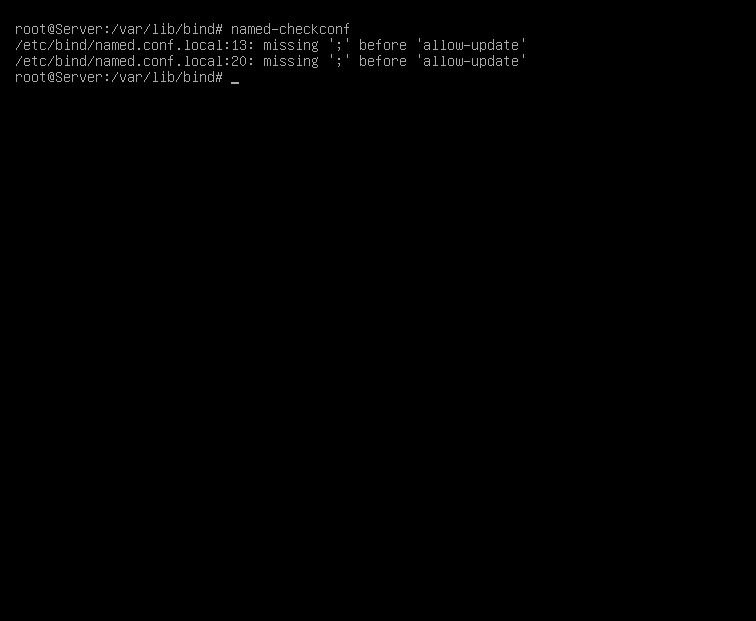 root@Server:/var/lib/bind# named-checkconf
/etc/bind/named.conf.local:13: missing ';' before 'allow-update'
/etc/bind/named.conf.local:20: missing ';' before 'allow-update'
root@Server:/var/lib/bind# _